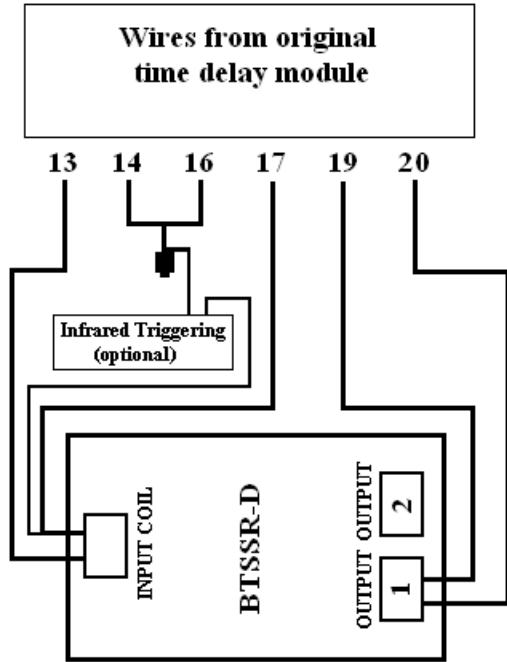 Wires from original
time delay module
13 14 16 17 19 20
Infrared Triggering
(optional)
INPUT COIL
BTSSR-D
OUTPUT OUTPUT
1 2